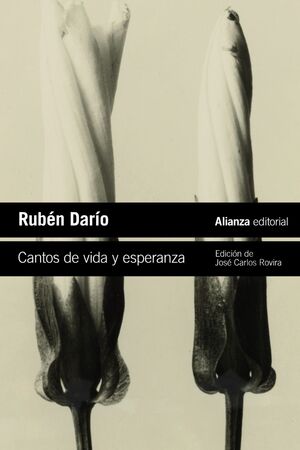 Rubén Darío
Alianza editorial
Cantos de vida y esperanza
Edición de
José Carlos Rovira